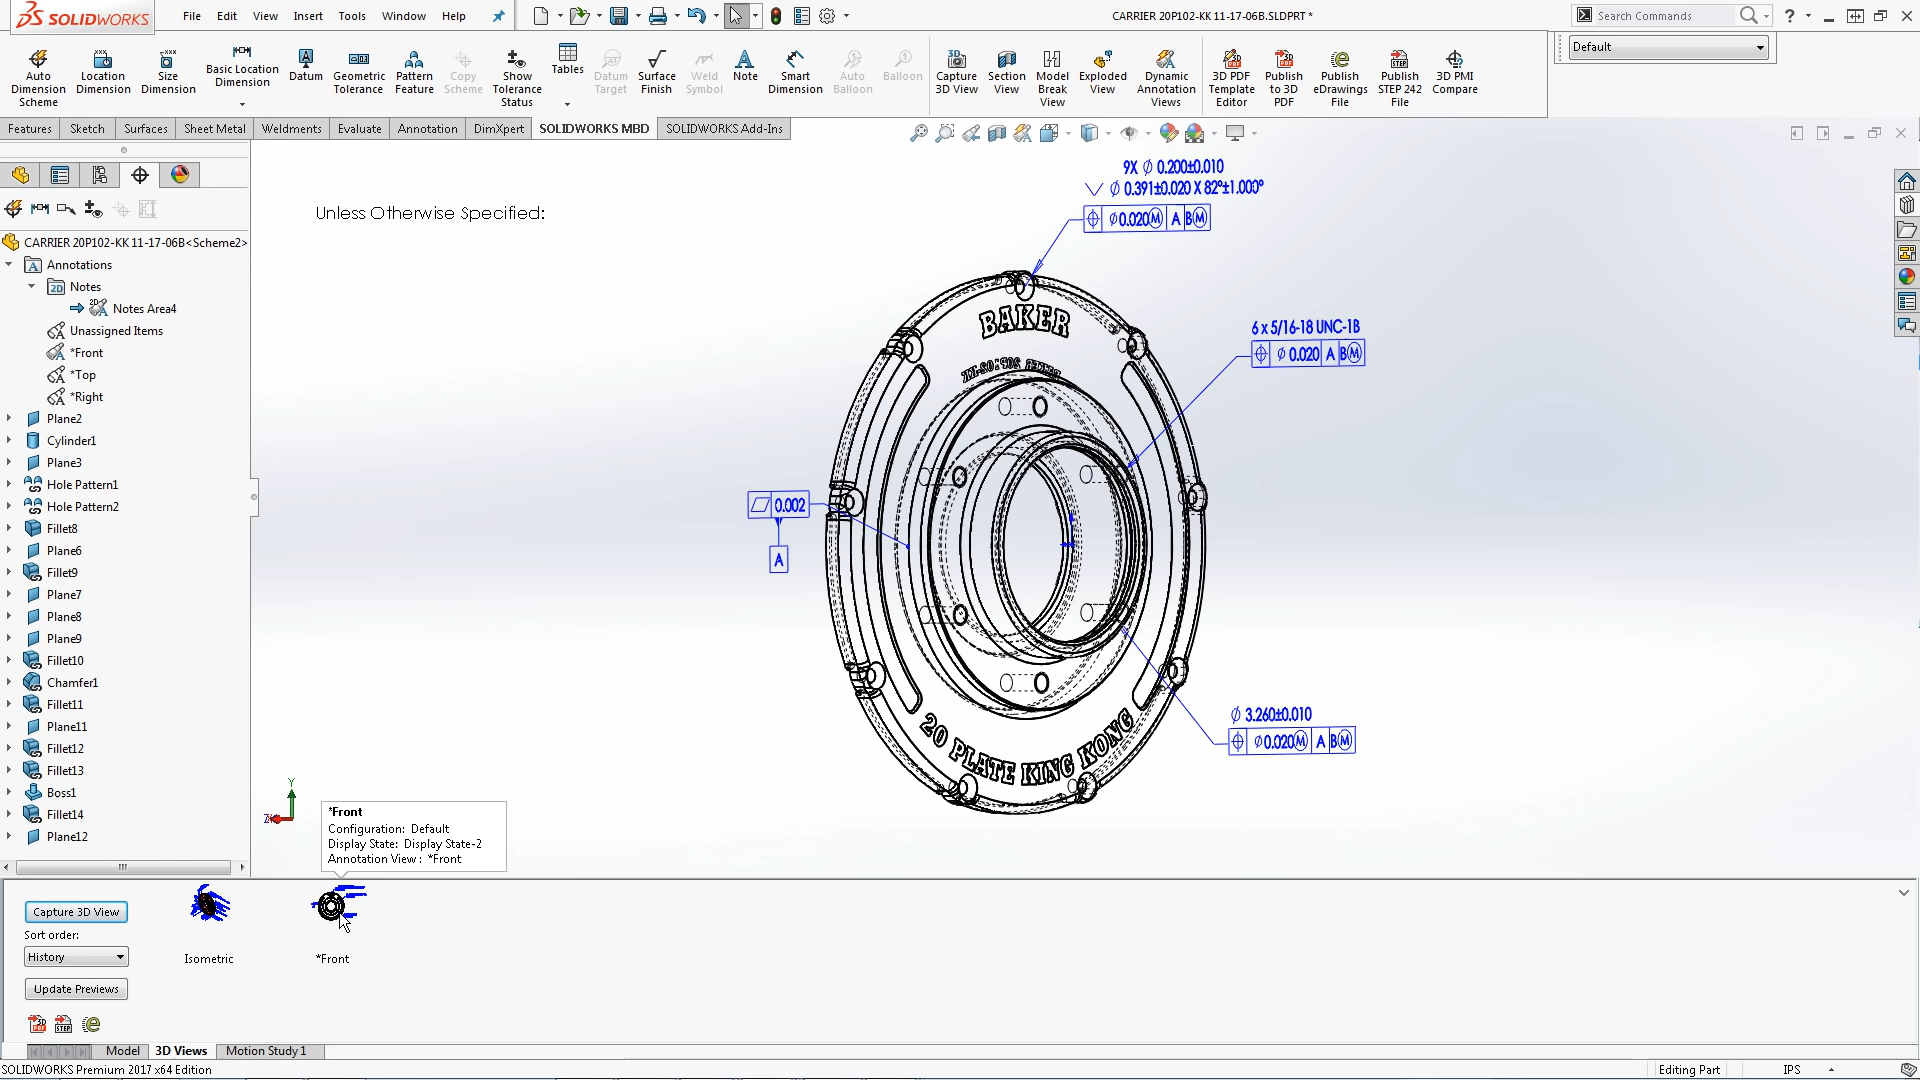 SOLIDWORKS
File Edit View Insert Tools Window Help
CARRIER 20P102-KK 11-17-06B.SLDPRT *
Search Commands
Default
Auto Dimension Scheme
Location Dimension
Size Dimension
Basic Location Dimension
Datum
Geometric Tolerance
Pattern Feature
Copy Scheme
Show Tolerance Status
Tables
Datum Target
Surface Finish
Weld Symbol
Note
Smart Dimension
Auto Balloon
Balloon
Capture 3D View
Section View
Model Break View
Exploded View
Dynamic Annotation Views
3D PDF Template Editor
Publish to 3D PDF
Publish eDrawings File
Publish STEP 242 File
3D PMI Compare
Features Sketch Surfaces Sheet Metal Weldments Evaluate Annotation DimXpert SOLIDWORKS MBD SOLIDWORKS Add-Ins
CARRIER 20P102-KK 11-17-06B<Scheme2>
Annotations
Notes
Notes Area4
Unassigned Items
*Front
*Top
*Right
Plane2
Cylinder1
Plane3
Hole Pattern1
Hole Pattern2
Fillet8
Plane6
Fillet9
Plane7
Plane8
Plane9
Fillet10
Chamfer1
Fillet11
Plane11
Fillet12
Fillet13
Boss1
Fillet14
Plane12
Unless Otherwise Specified:
9X ⌀ 0.200±0.010
⌵ ⌀ 0.391±0.020 X 82°±1.000°
⌖ ⌀0.020Ⓜ A BⓂ
BAKER
6 x 5/16-18 UNC-1B
⌖ ⌀ 0.020 A BⓂ
⏥ 0.002
A
⌀ 3.260±0.010
⌖ ⌀0.020Ⓜ A BⓂ
20 PLATE KING KONG
Y
*Front
Configuration: Default
Display State: Display State-2
Annotation View : *Front
Capture 3D View
Sort order:
History
Update Previews
Isometric
*Front
Model 3D Views Motion Study 1
SOLIDWORKS Premium 2017 x64 Edition
Editing Part
IPS